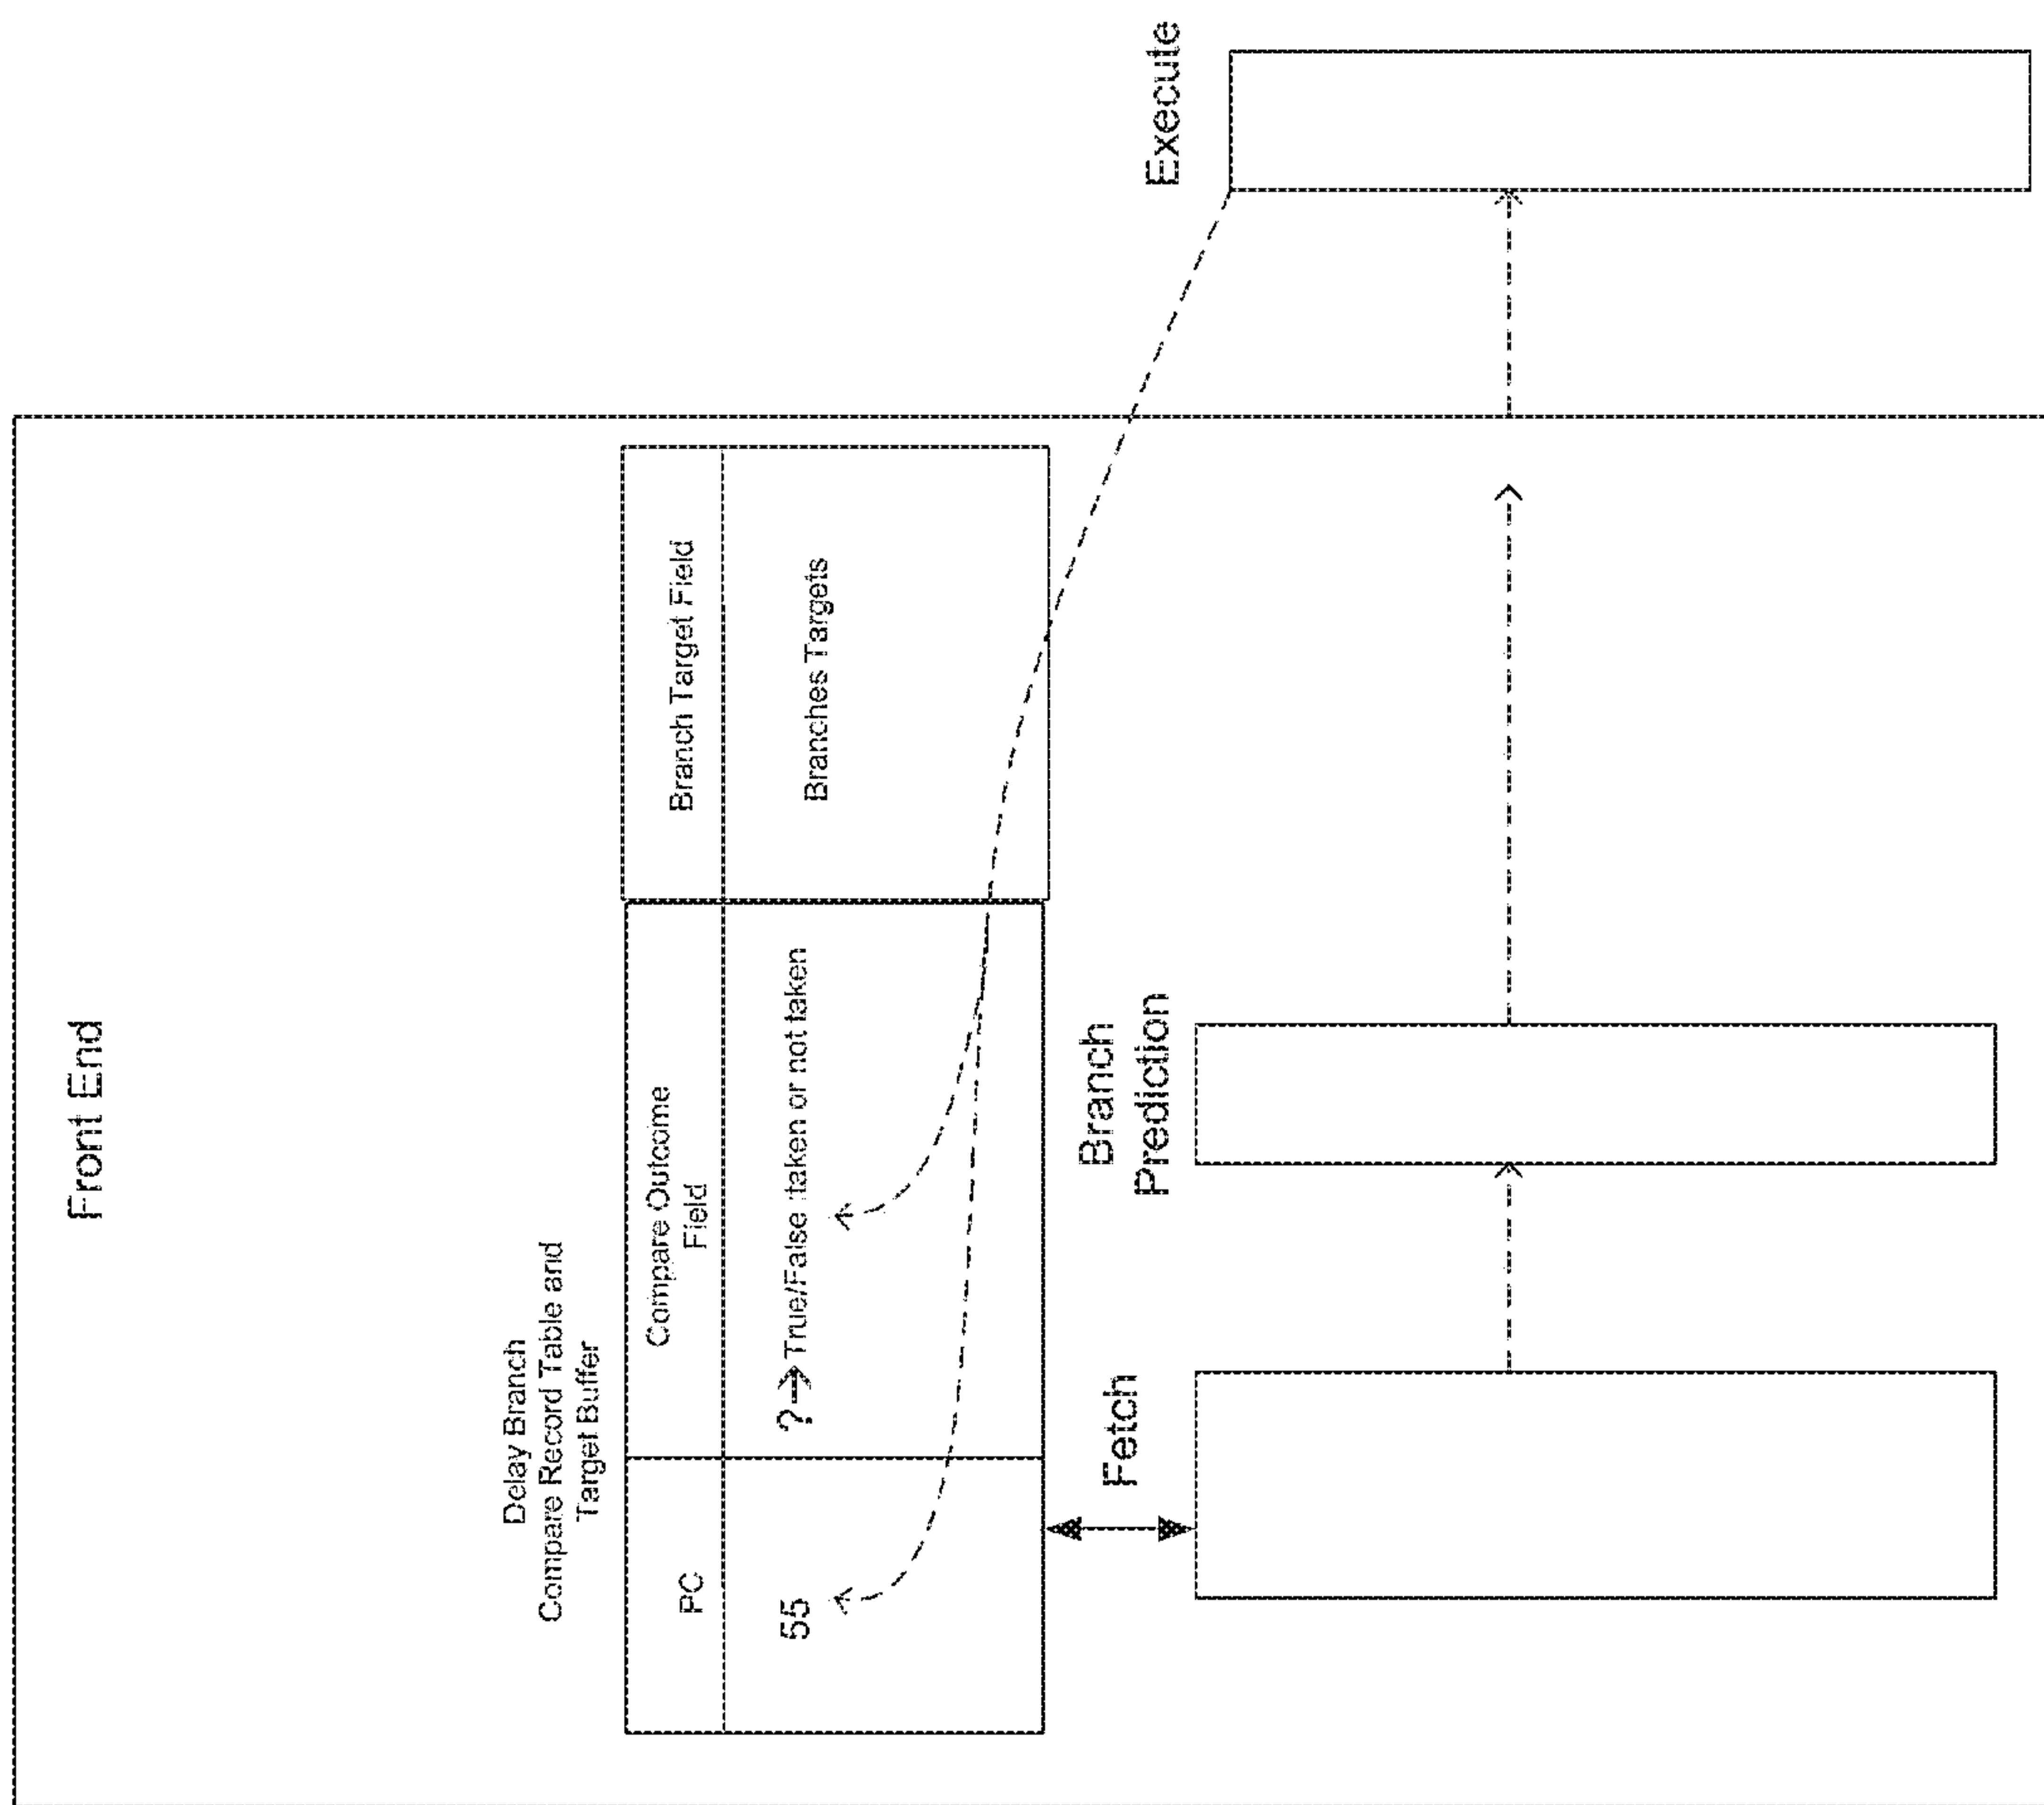 Front End
Delay Branch
Compare Record Table and
Target Buffer
PC
Compare Outcome
Field
Branch Target Field
55
?→True/False :taken or not taken
Branches Targets
Fetch
Branch
Prediction
Execute